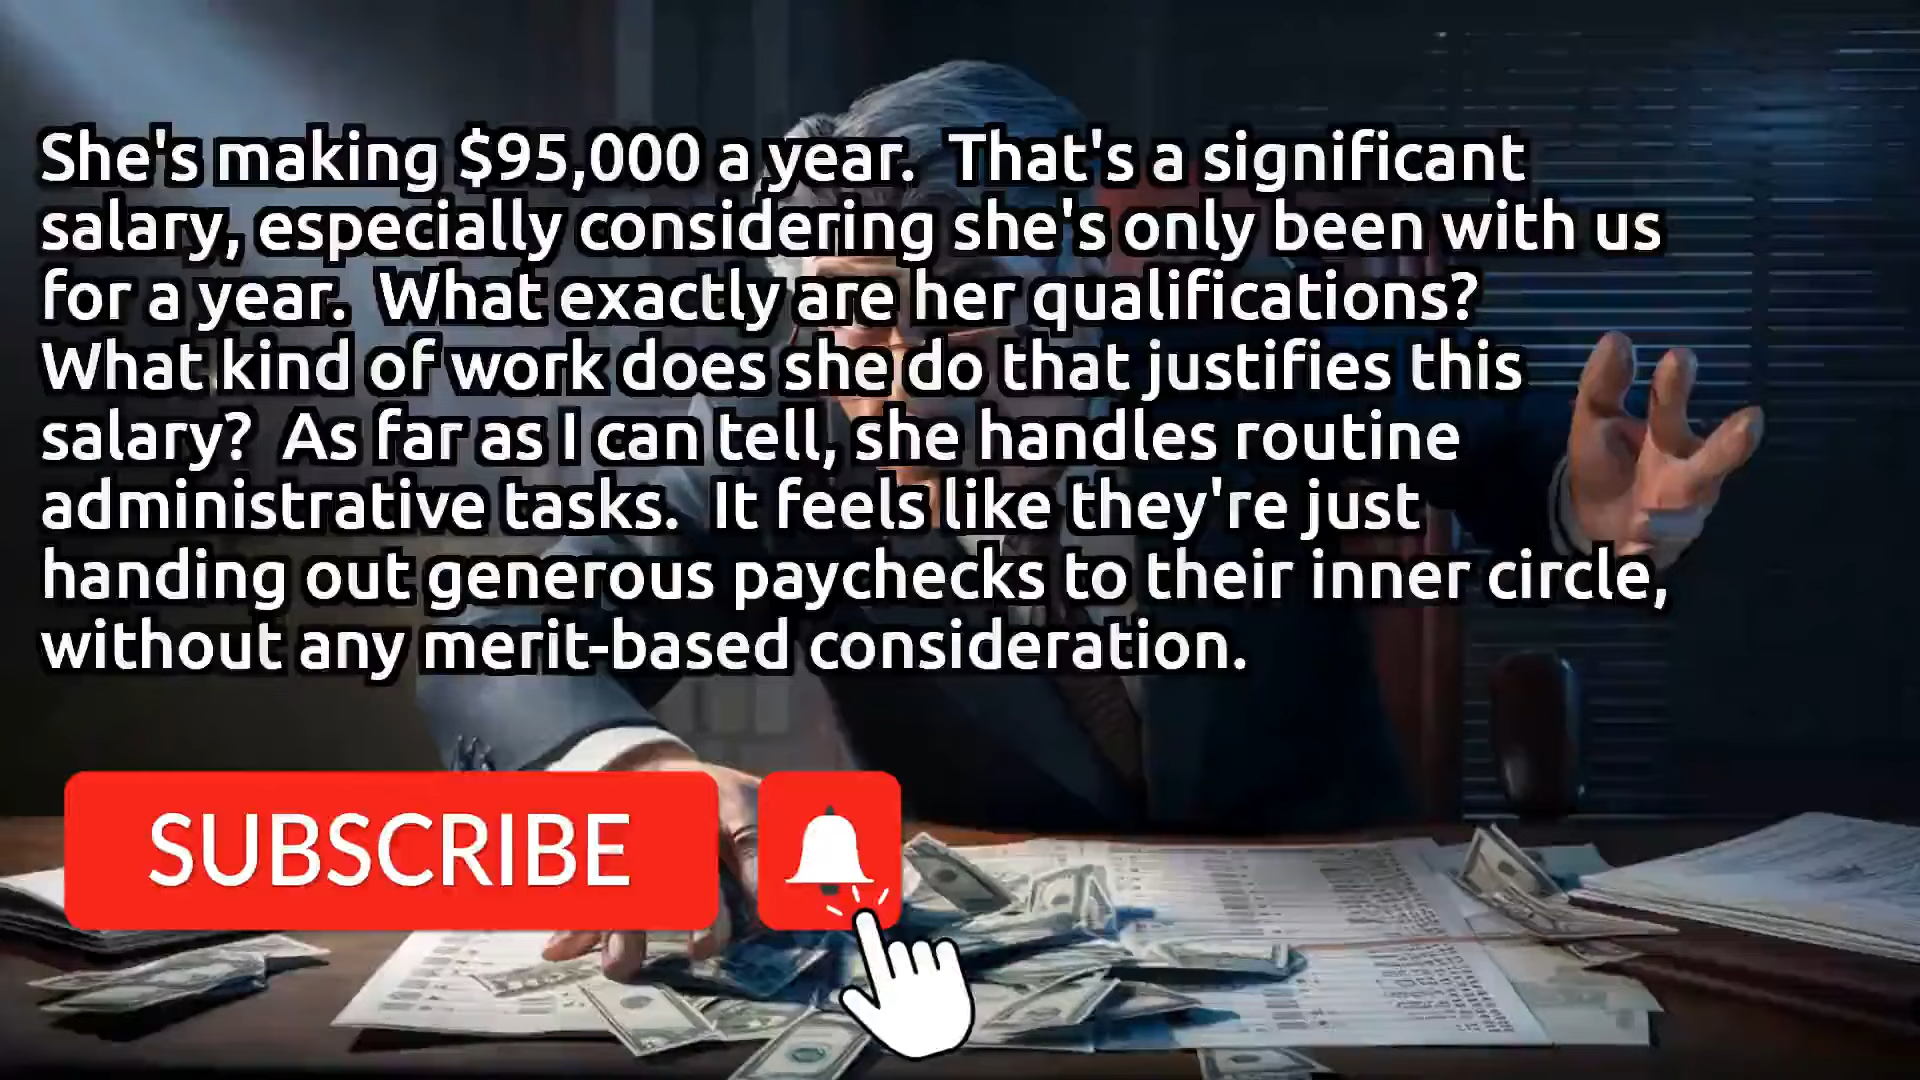 She's making $95,000 a year.  That's a significant
salary, especially considering she's only been with us
for a year.  What exactly are her qualifications?
What kind of work does she do that justifies this
salary?  As far as I can tell, she handles routine
administrative tasks.  It feels like they're just
handing out generous paychecks to their inner circle,
without any merit-based consideration.
SUBSCRIBE